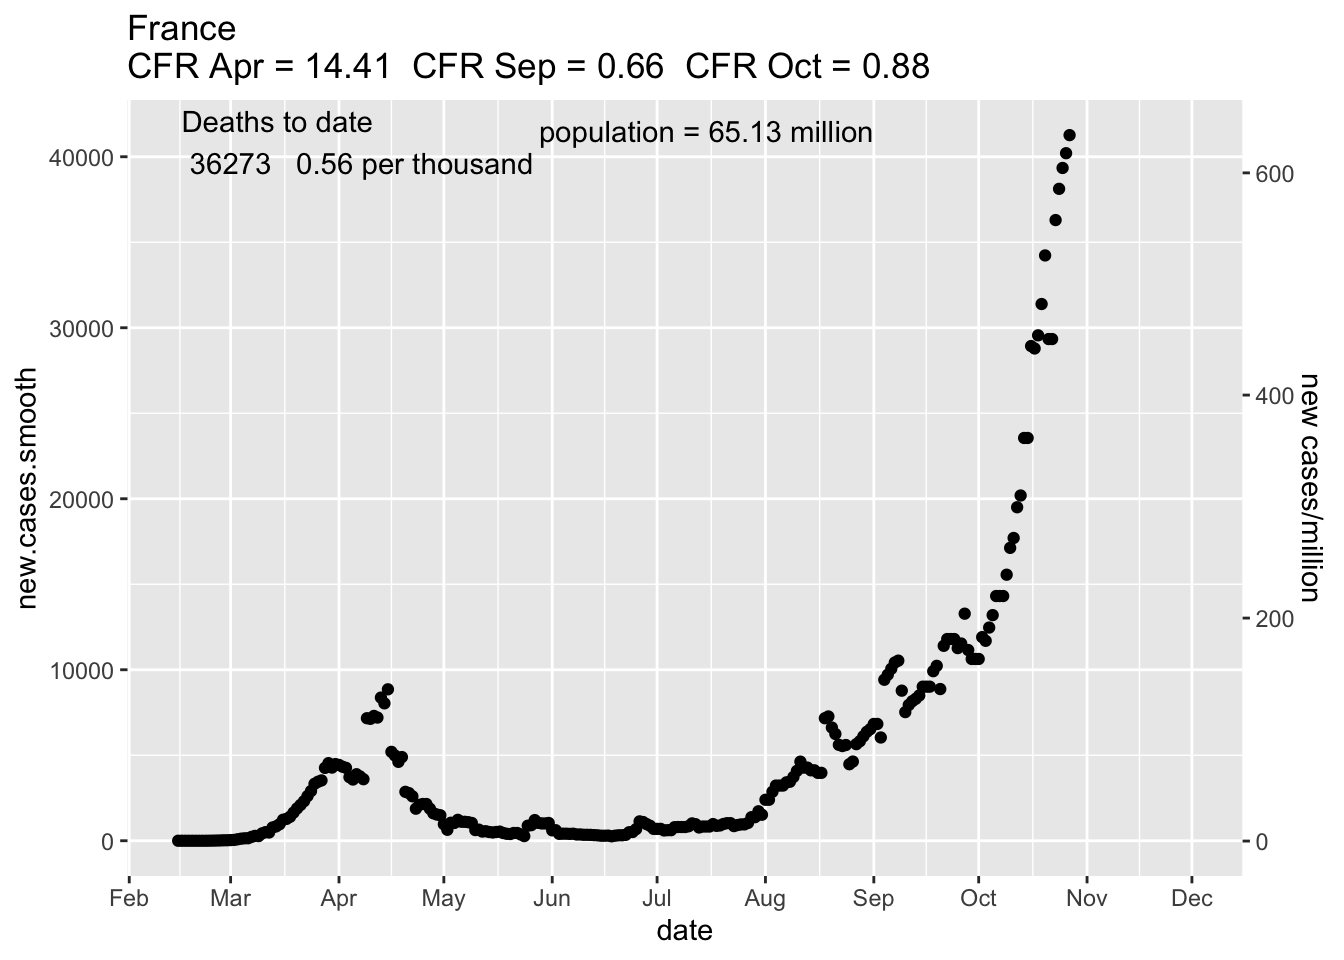 France
CFR Apr = 14.41  CFR Sep = 0.66  CFR Oct = 0.88
Deaths to date
population = 65.13 million
36273   0.56 per thousand
40000
30000
20000
10000
0
new.cases.smooth
600
400
200
0
new cases/million
Feb Mar Apr May Jun Jul Aug Sep Oct Nov Dec
date